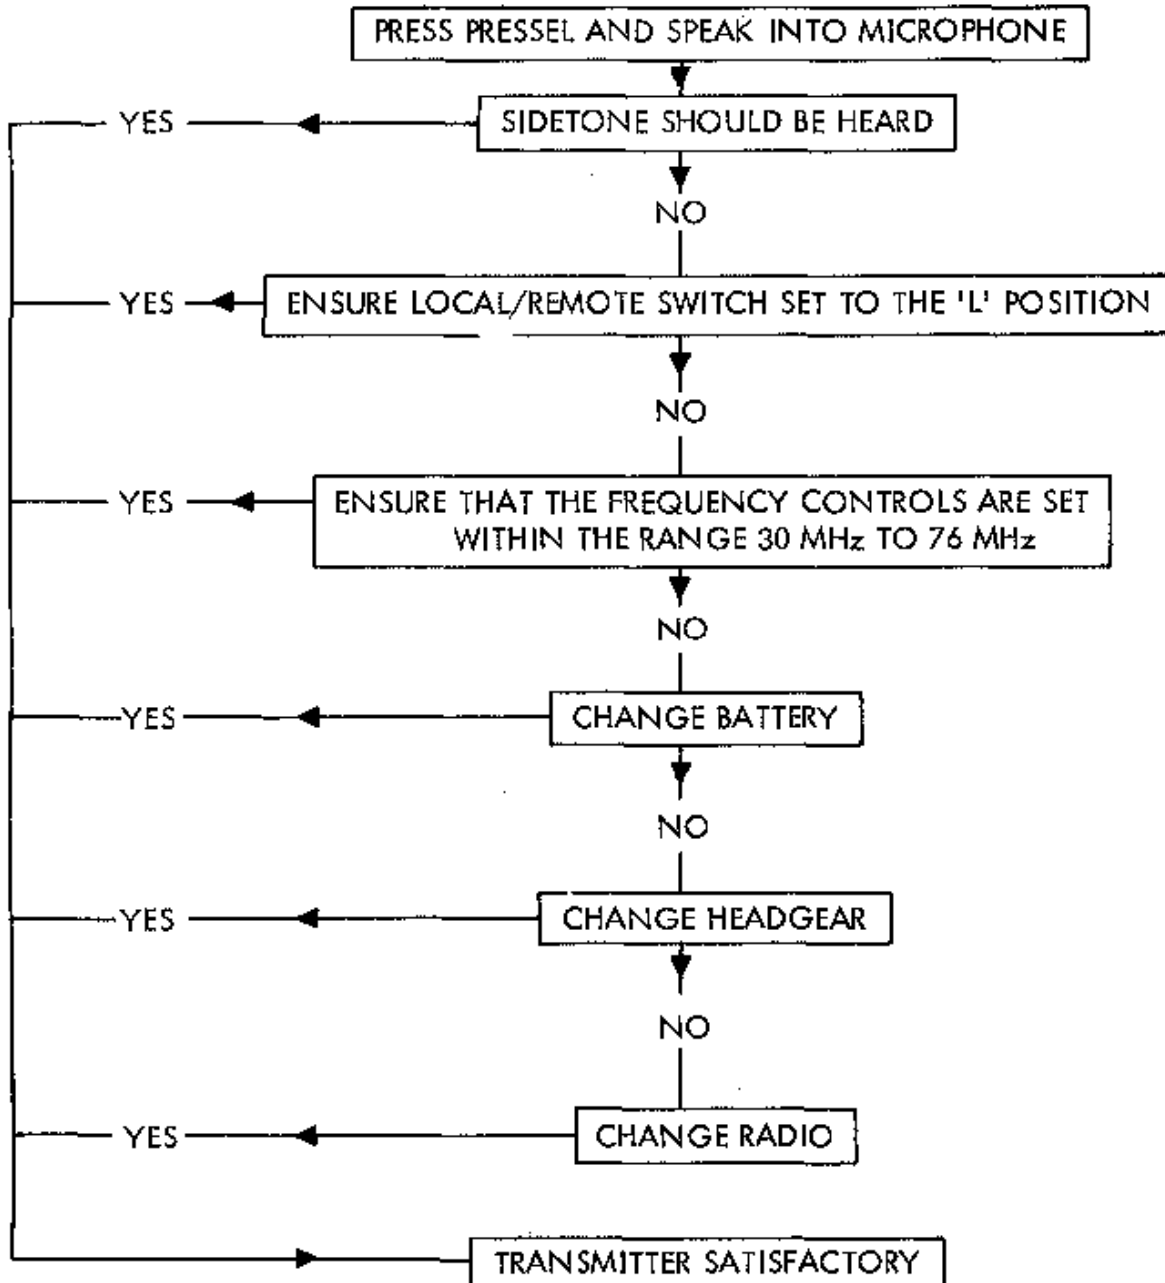 PRESS PRESSEL AND SPEAK INTO MICROPHONE
YES
SIDETONE SHOULD BE HEARD
NO
YES
ENSURE LOCAL/REMOTE SWITCH SET TO THE 'L' POSITION
NO
YES
ENSURE THAT THE FREQUENCY CONTROLS ARE SET
WITHIN THE RANGE 30 MHz TO 76 MHz
NO
YES
CHANGE BATTERY
NO
YES
CHANGE HEADGEAR
NO
YES
CHANGE RADIO
TRANSMITTER SATISFACTORY